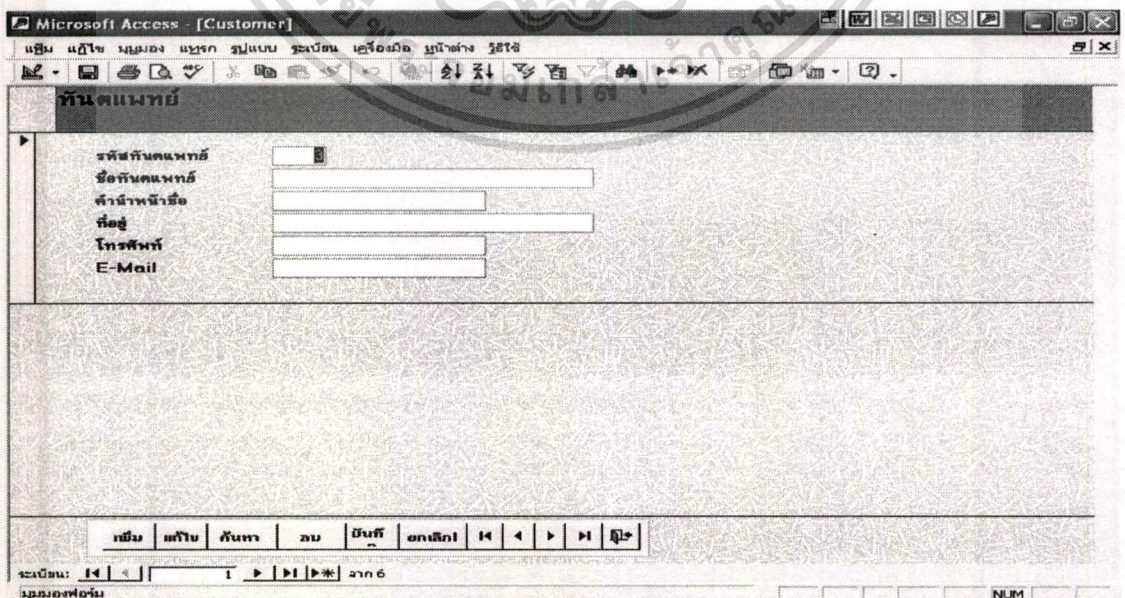 Microsoft Access - [Customer]
แฟ้ม แก้ไข มุมมอง แทรก รูปแบบ ระเบียน เครื่องมือ หน้าต่าง วิธีใช้
ทันตแพทย์
รหัสทันตแพทย์ 3
ชื่อทันตแพทย์
คำนำหน้าชื่อ
ที่อยู่
โทรศัพท์
E-Mail
เพิ่ม แก้ไข ค้นหา ลบ บันทึ ยกเลิก!
ระเบียน: 1 จาก 6
มุมมองฟอร์ม NUM